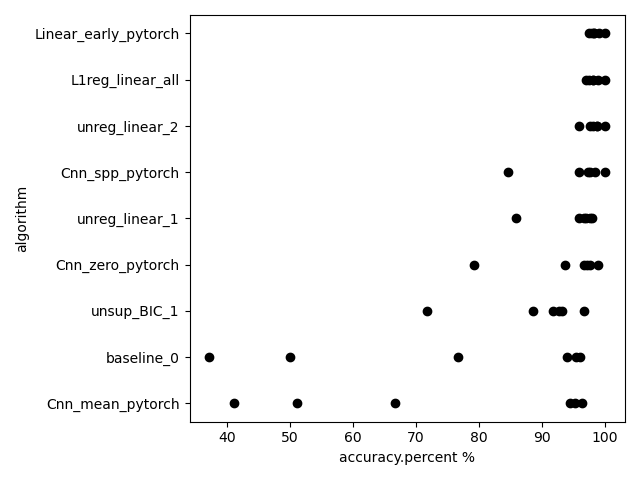 Linear_early_pytorch
L1reg_linear_all
unreg_linear_2
Cnn_spp_pytorch
unreg_linear_1
Cnn_zero_pytorch
unsup_BIC_1
baseline_0
Cnn_mean_pytorch
algorithm
40 50 60 70 80 90 100
accuracy.percent %